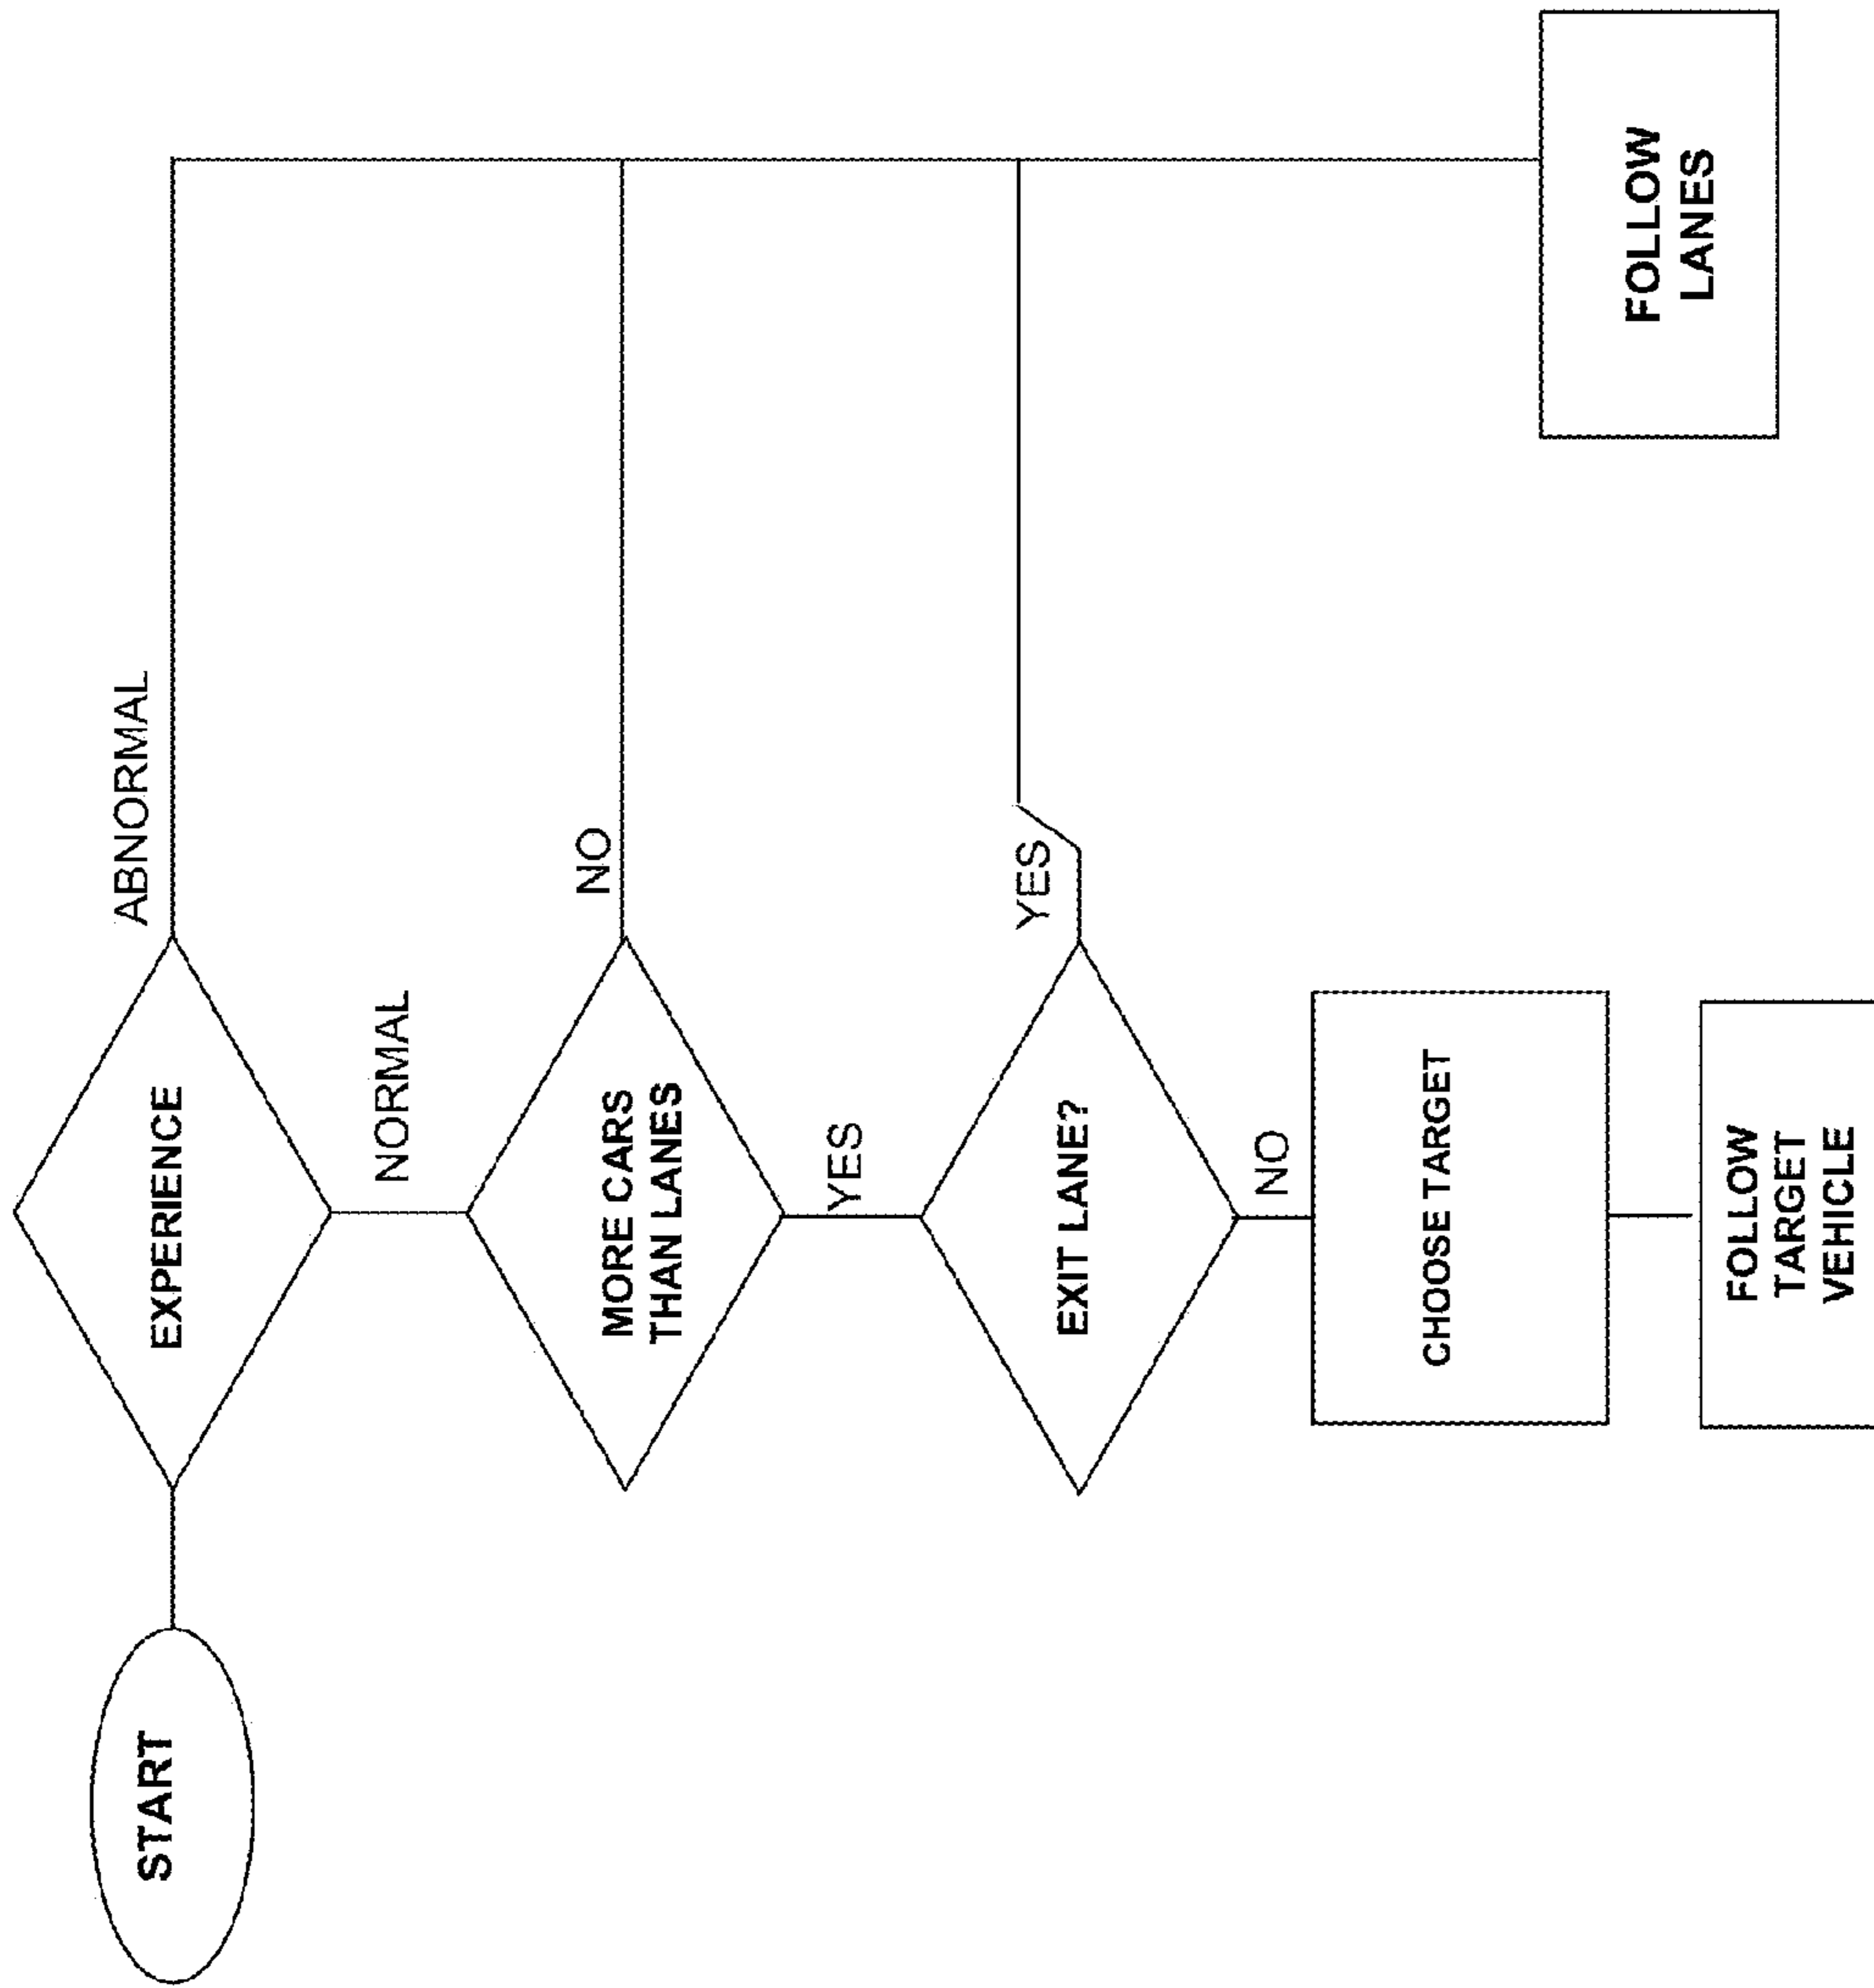 START
EXPERIENCE
ABNORMAL
NORMAL
MORE CARS
THAN LANES
NO
YES
EXIT LANE?
YES
NO
CHOOSE TARGET
FOLLOW
TARGET
VEHICLE
FOLLOW
LANES